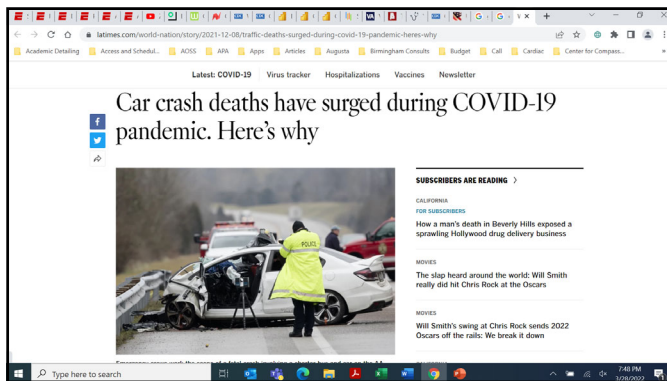 latimes.com/world-nation/story/2021-12-08/traffic-deaths-surged-during-covid-19-pandemic-heres-why
Academic Detailing Access and Schedul... AOSS APA Apps Articles Augusta Birmingham Consults Budget Call Cardiac Center for Compass...
Latest: COVID-19 Virus tracker Hospitalizations Vaccines Newsletter
Car crash deaths have surged during COVID-19
pandemic. Here's why
POLICE
SUBSCRIBERS ARE READING >
CALIFORNIA
FOR SUBSCRIBERS
How a man's death in Beverly Hills exposed a
sprawling Hollywood drug delivery business
MOVIES
The slap heard around the world: Will Smith
really did hit Chris Rock at the Oscars
MOVIES
Will Smith's swing at Chris Rock sends 2022
Oscars off the rails: We break it down
Type here to search
7:48 PM
3/28/2022